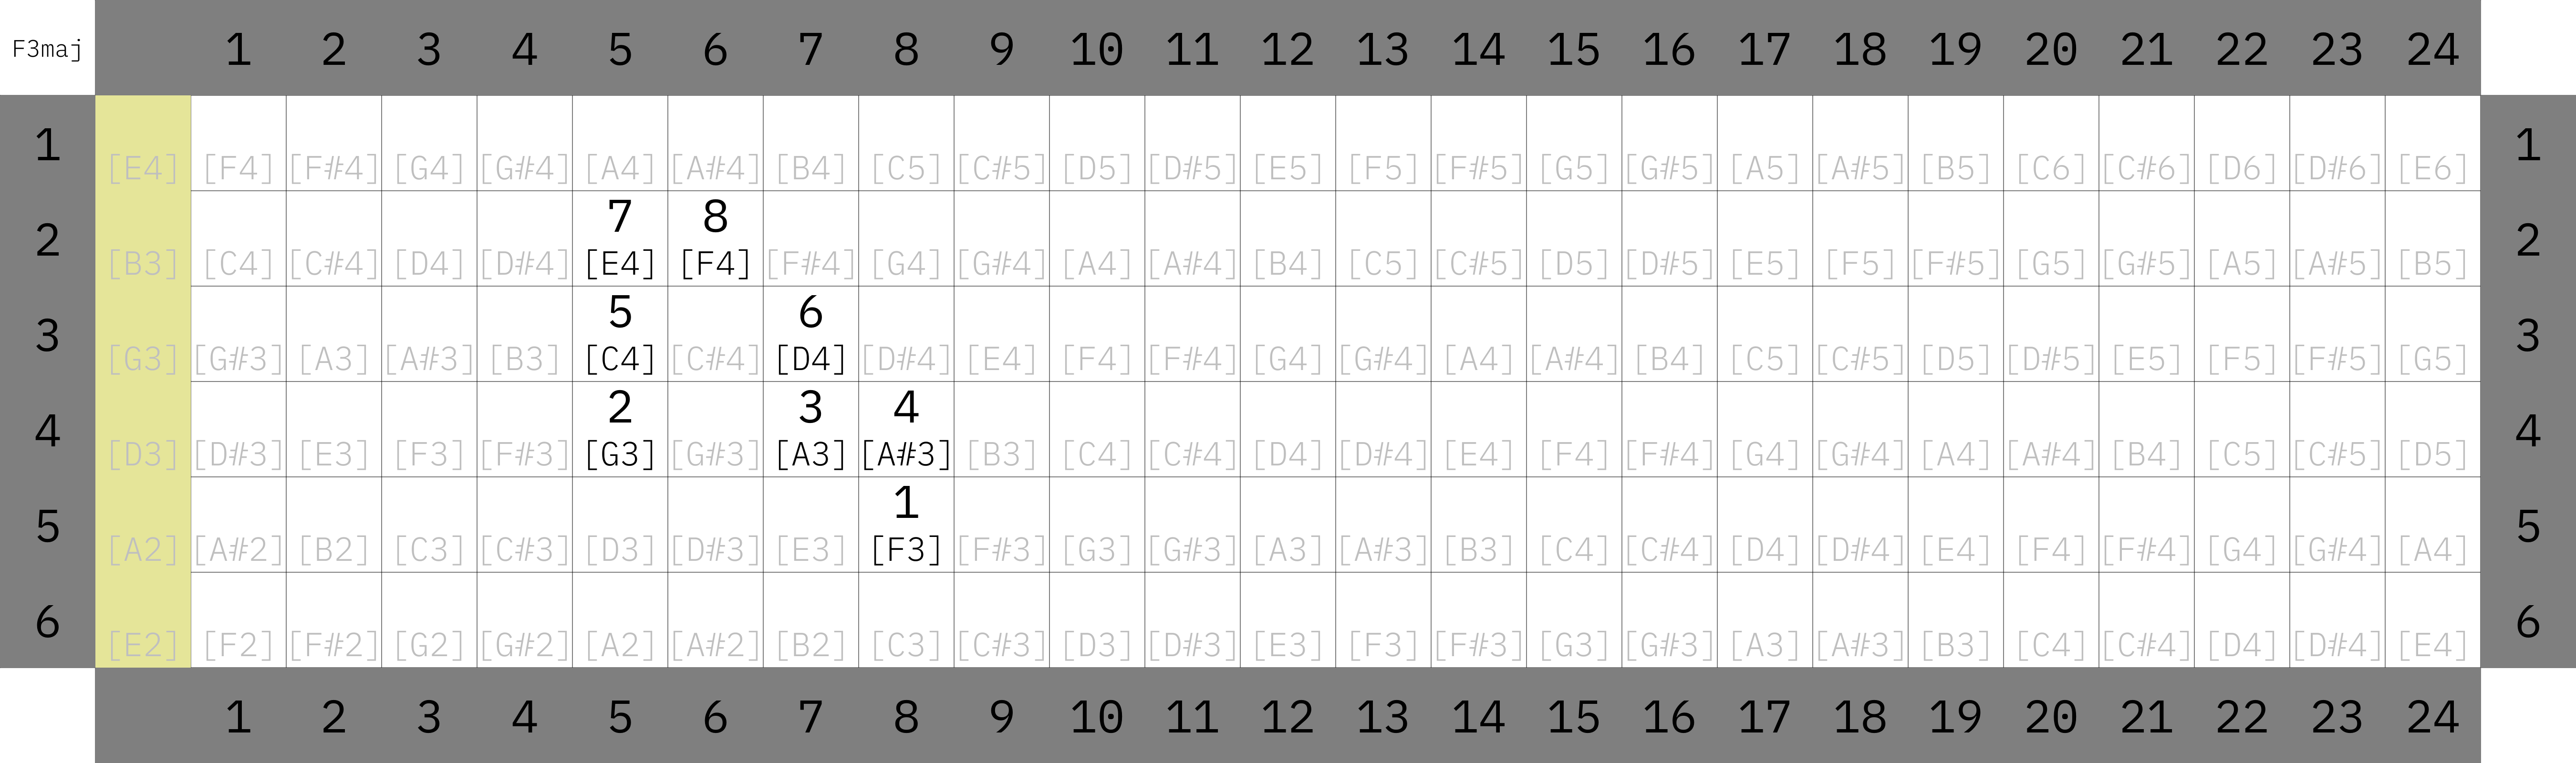 F3maj 1 2 3 4 5 6 7 8 9 10 11 12 13 14 15 16 17 18 19 20 21 22 23 24
1 [E4] [F4] [F#4] [G4] [G#4] [A4] [A#4] [B4] [C5] [C#5] [D5] [D#5] [E5] [F5] [F#5] [G5] [G#5] [A5] [A#5] [B5] [C6] [C#6] [D6] [D#6] [E6] 1
7 8
2 [B3] [C4] [C#4] [D4] [D#4] [E4] [F4] [F#4] [G4] [G#4] [A4] [A#4] [B4] [C5] [C#5] [D5] [D#5] [E5] [F5] [F#5] [G5] [G#5] [A5] [A#5] [B5] 2
5 6
3 [G3] [G#3] [A3] [A#3] [B3] [C4] [C#4] [D4] [D#4] [E4] [F4] [F#4] [G4] [G#4] [A4] [A#4] [B4] [C5] [C#5] [D5] [D#5] [E5] [F5] [F#5] [G5] 3
2 3 4
4 [D3] [D#3] [E3] [F3] [F#3] [G3] [G#3] [A3] [A#3] [B3] [C4] [C#4] [D4] [D#4] [E4] [F4] [F#4] [G4] [G#4] [A4] [A#4] [B4] [C5] [C#5] [D5] 4
1
5 [A2] [A#2] [B2] [C3] [C#3] [D3] [D#3] [E3] [F3] [F#3] [G3] [G#3] [A3] [A#3] [B3] [C4] [C#4] [D4] [D#4] [E4] [F4] [F#4] [G4] [G#4] [A4] 5
6 [E2] [F2] [F#2] [G2] [G#2] [A2] [A#2] [B2] [C3] [C#3] [D3] [D#3] [E3] [F3] [F#3] [G3] [G#3] [A3] [A#3] [B3] [C4] [C#4] [D4] [D#4] [E4] 6
1 2 3 4 5 6 7 8 9 10 11 12 13 14 15 16 17 18 19 20 21 22 23 24